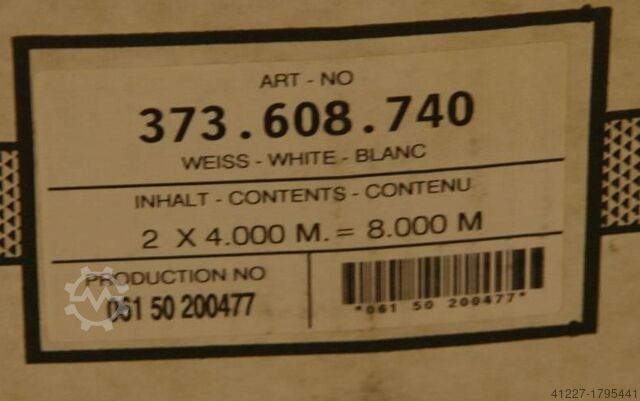 ART - NO
373.608.740
WEISS - WHITE - BLANC
INHALT - CONTENTS - CONTENU
2 X 4.000 M. = 8.000 M
PRODUCTION NO
061 50 200477
*061 50 200477*
41227-1795441